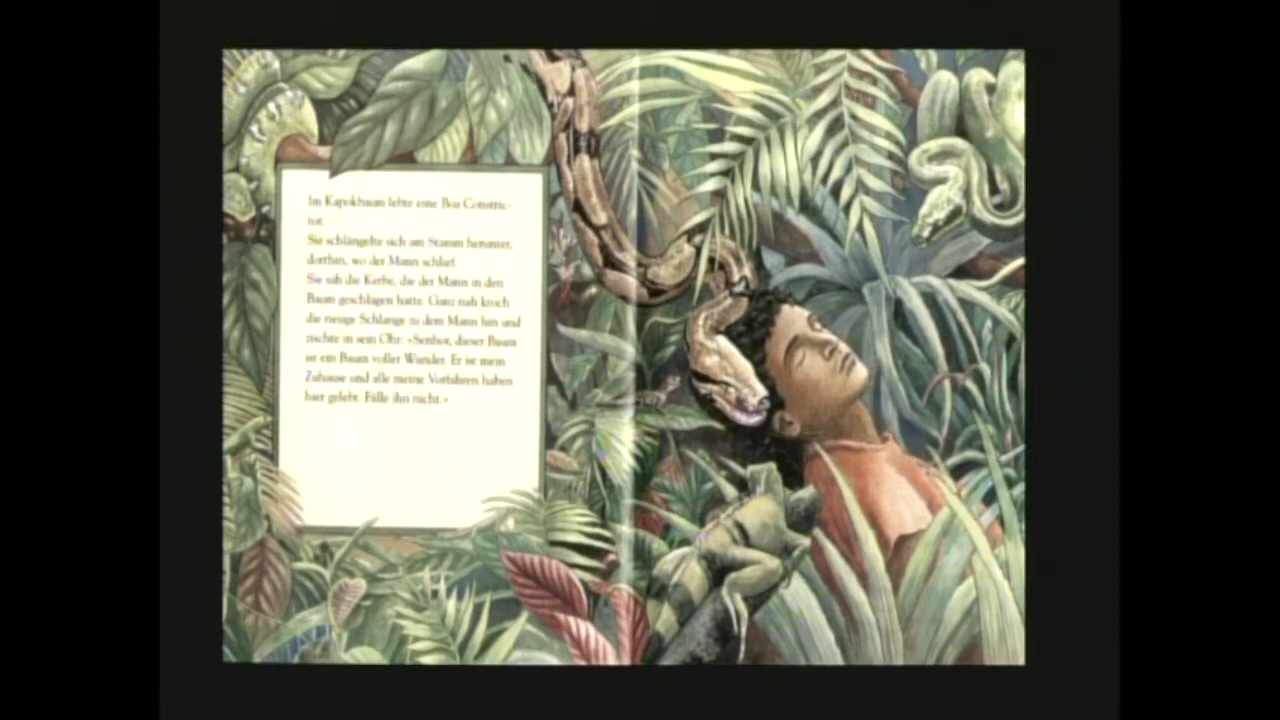 Im Kapokbaum lebte eine Boa Constric-
tor.
Sie schlängelte sich am Stamm herunter,
dorthin, wo der Mann schlief.
Sie sah die Kerbe, die der Mann in den
Baum geschlagen hatte. Ganz nah kroch
die riesige Schlange zu dem Mann hin und
zischte in sein Ohr: «Senhor, dieser Baum
ist ein Baum voller Wunder. Er ist mein
Zuhause und alle meine Vorfahren haben
hier gelebt. Fälle ihn nicht.»